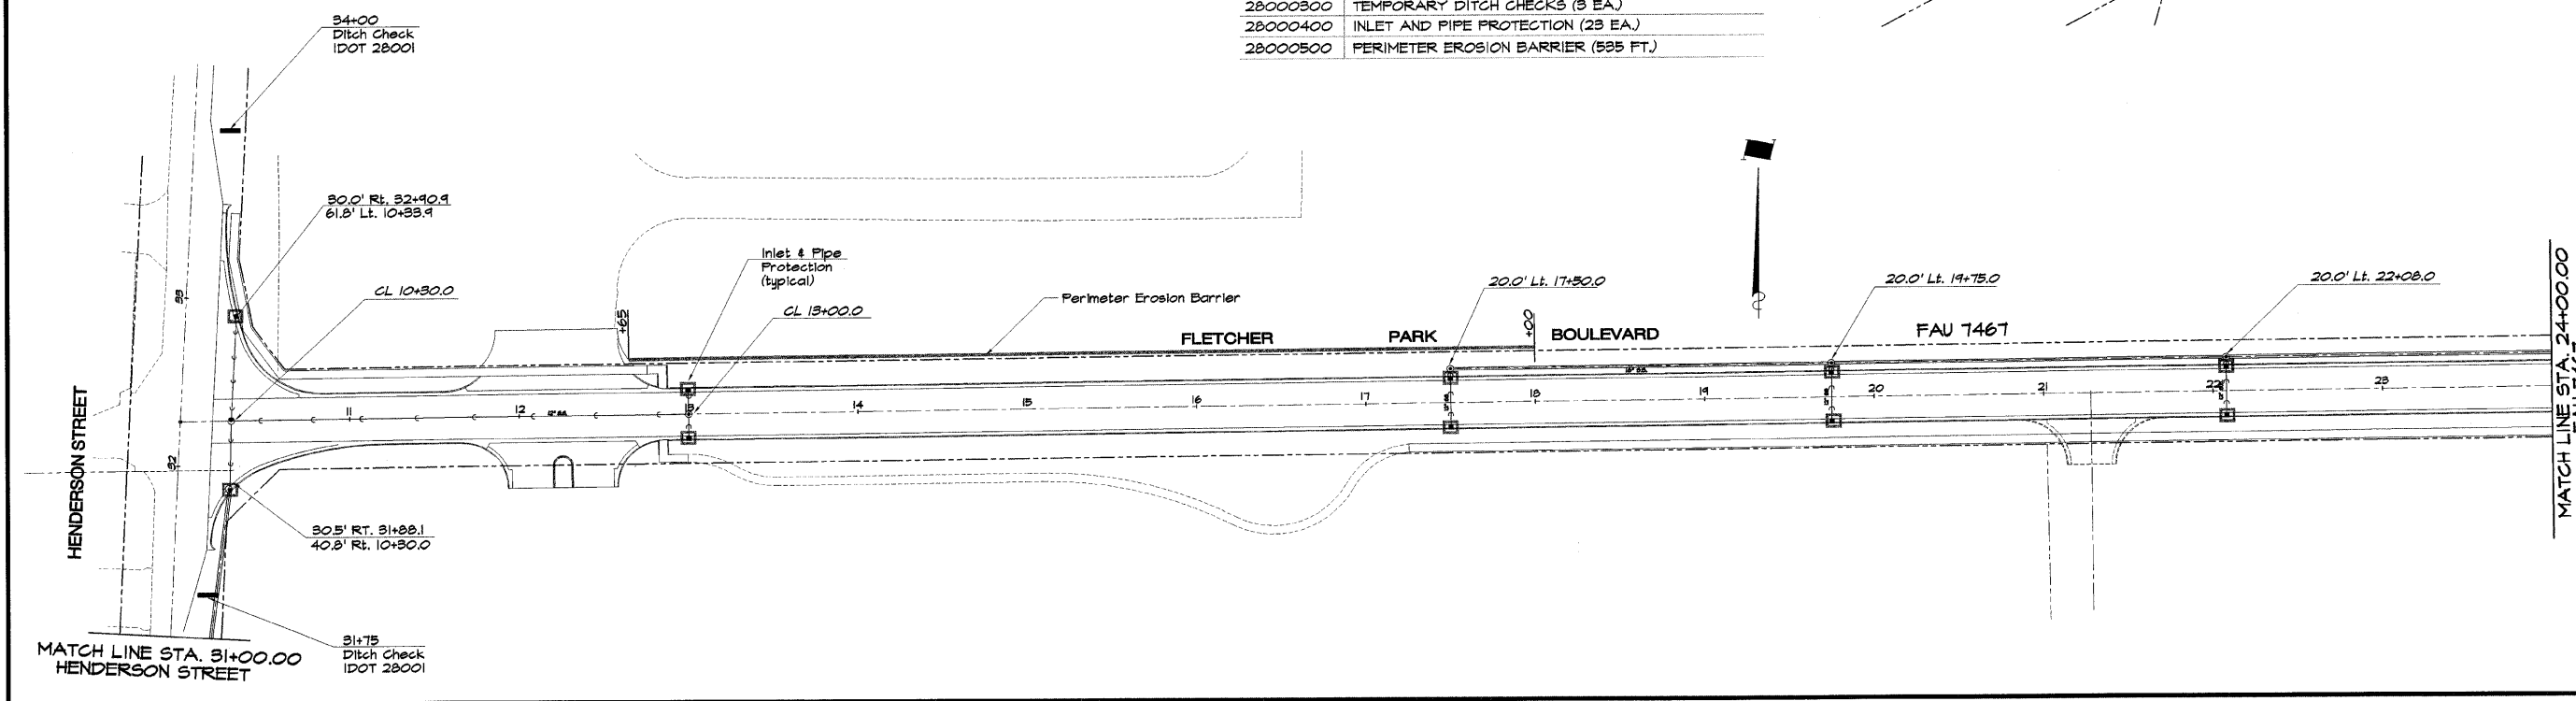 28000300 TEMPORARY DITCH CHECKS (3 EA.)
28000400 INLET AND PIPE PROTECTION (23 EA.)
28000500 PERIMETER EROSION BARRIER (535 FT.)
34+00
Ditch Check
IDOT 28001
30.0' Rt. 32+90.9
61.8' Lt. 10+33.9
CL 10+30.0
Inlet & Pipe
Protection
(typical)
CL 13+00.0
Perimeter Erosion Barrier
20.0' Lt. 17+50.0
20.0' Lt. 19+75.0
20.0' Lt. 22+08.0
+65
+00
FLETCHER PARK BOULEVARD FAU 7467
33
32
11 12 13 14 15 16 17 18 19 20 21 22 23
HENDERSON STREET
30.5' RT. 31+88.1
40.8' Rt. 10+30.0
31+75
Ditch Check
IDOT 28001
MATCH LINE STA. 31+00.00
HENDERSON STREET
MATCH LINE STA. 24+00.00